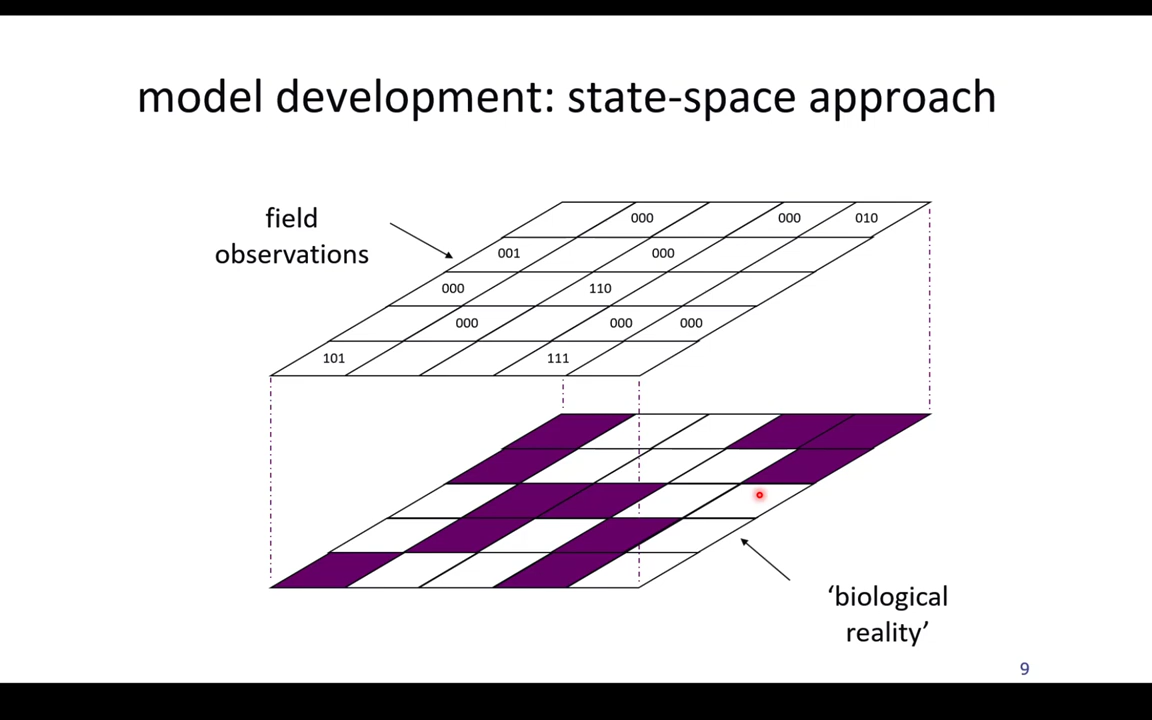 model development: state-space approach
field
observations
000 000 010
001 000
000 110
000 000 000
101 111
‘biological
reality’
9